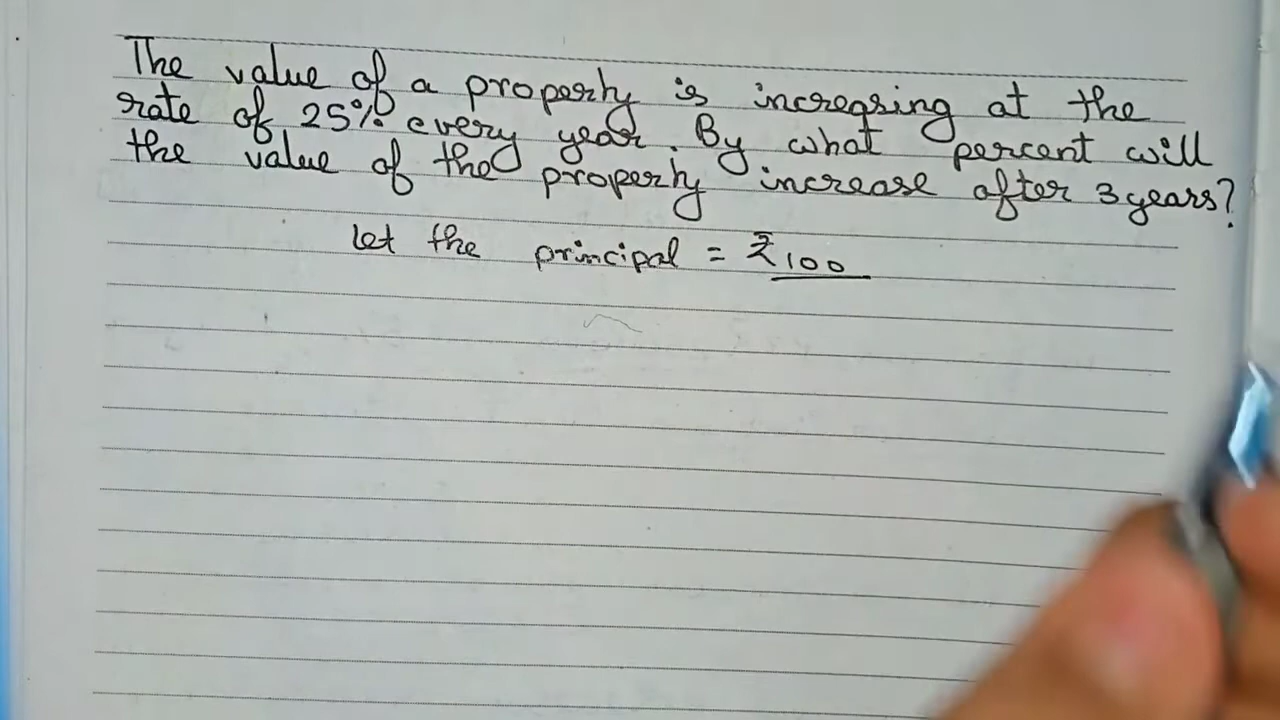 The value of a property is increasing at the
rate of 25% every year. By what percent will
the value of the property increase after 3 years?
Let the principal = ₹100